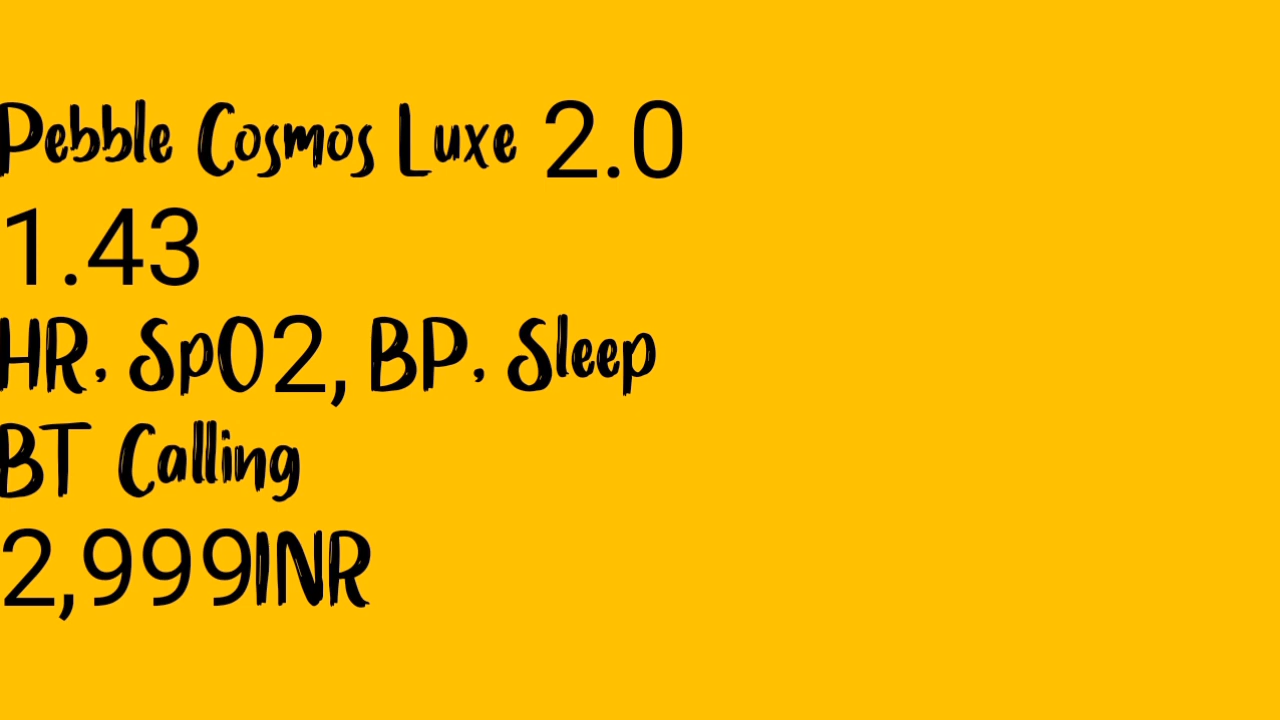 Pebble Cosmos Luxe 2.0
1.43
HR, SpO2, BP, Sleep
BT Calling
2,999INR